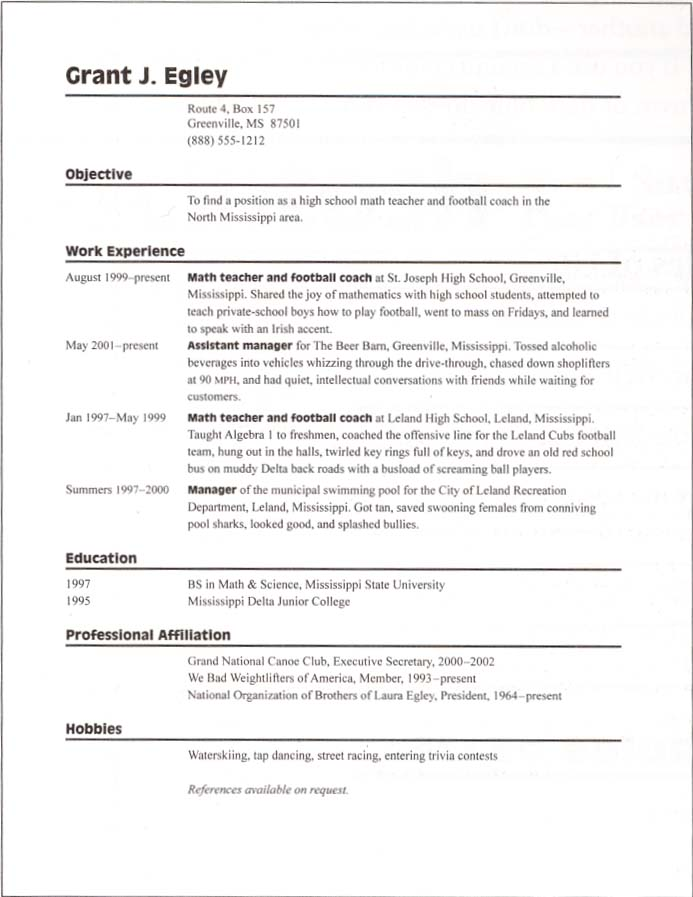 Grant J. Egley
Route 4, Box 157
Greenville, MS 87501
(888) 555-1212
Objective
To find a position as a high school math teacher and football coach in the
North Mississippi area.
Work Experience
August 1999–present Math teacher and football coach at St. Joseph High School, Greenville,
Mississippi. Shared the joy of mathematics with high school students, attempted to
teach private-school boys how to play football, went to mass on Fridays, and learned
to speak with an Irish accent.
May 2001–present Assistant manager for The Beer Barn, Greenville, Mississippi. Tossed alcoholic
beverages into vehicles whizzing through the drive-through, chased down shoplifters
at 90 MPH, and had quiet, intellectual conversations with friends while waiting for
customers.
Jan 1997–May 1999 Math teacher and football coach at Leland High School, Leland, Mississippi.
Taught Algebra 1 to freshmen, coached the offensive line for the Leland Cubs football
team, hung out in the halls, twirled key rings full of keys, and drove an old red school
bus on muddy Delta back roads with a busload of screaming ball players.
Summers 1997–2000 Manager of the municipal swimming pool for the City of Leland Recreation
Department, Leland, Mississippi. Got tan, saved swooning females from conniving
pool sharks, looked good, and splashed bullies.
Education
1997 BS in Math & Science, Mississippi State University
1995 Mississippi Delta Junior College
Professional Affiliation
Grand National Canoe Club, Executive Secretary, 2000–2002
We Bad Weightlifters of America, Member, 1993–present
National Organization of Brothers of Laura Egley, President, 1964–present
Hobbies
Waterskiing, tap dancing, street racing, entering trivia contests
References available on request.